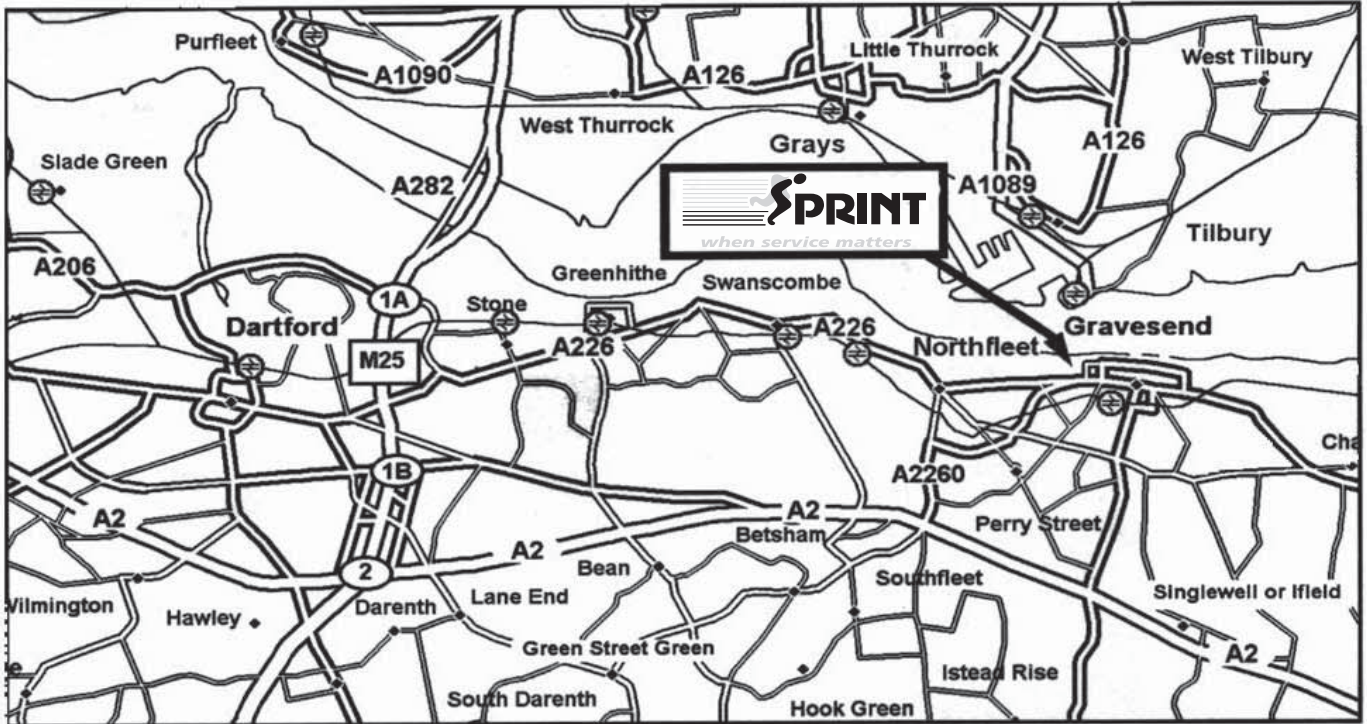 Purfleet
A1090
A126
Little Thurrock
West Tilbury
West Thurrock
Grays
A126
Slade Green
A282
SPRINT
when service matters
A1089
Tilbury
A206
Greenhithe
Swanscombe
1A
Stone
Dartford
M25
A226
A226
Northfleet
Gravesend
1B
A2260
Cha
A2
A2
A2
Perry Street
Betsham
2
Bean
Southfleet
Wilmington
Hawley
Darenth
Lane End
Singlewell or Ifield
Green Street Green
A2
Istead Rise
South Darenth
Hook Green